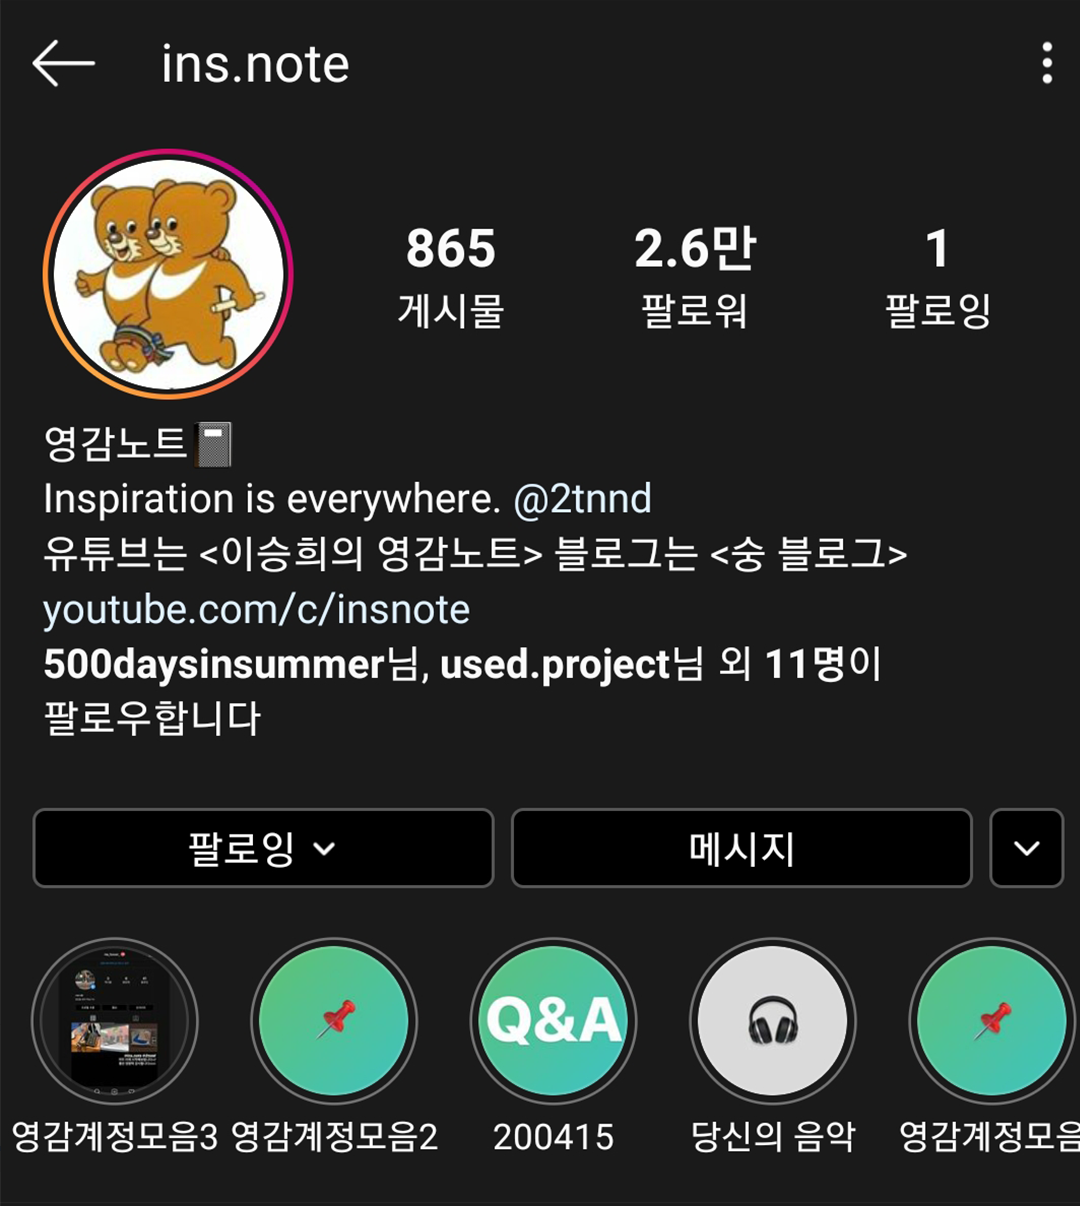 ins.note
865
2.6만
1
게시물
팔로워
팔로잉
영감노트
Inspiration is everywhere. @2tnnd
유튜브는 <이승희의 영감노트> 블로그는 <숭 블로그>
youtube.com/c/insnote
500daysinsummer님, used.project님 외 11명이
팔로우합니다
팔로잉
메시지
Q&A
영감계정모음3
영감계정모음2
200415
당신의 음악
영감계정모음